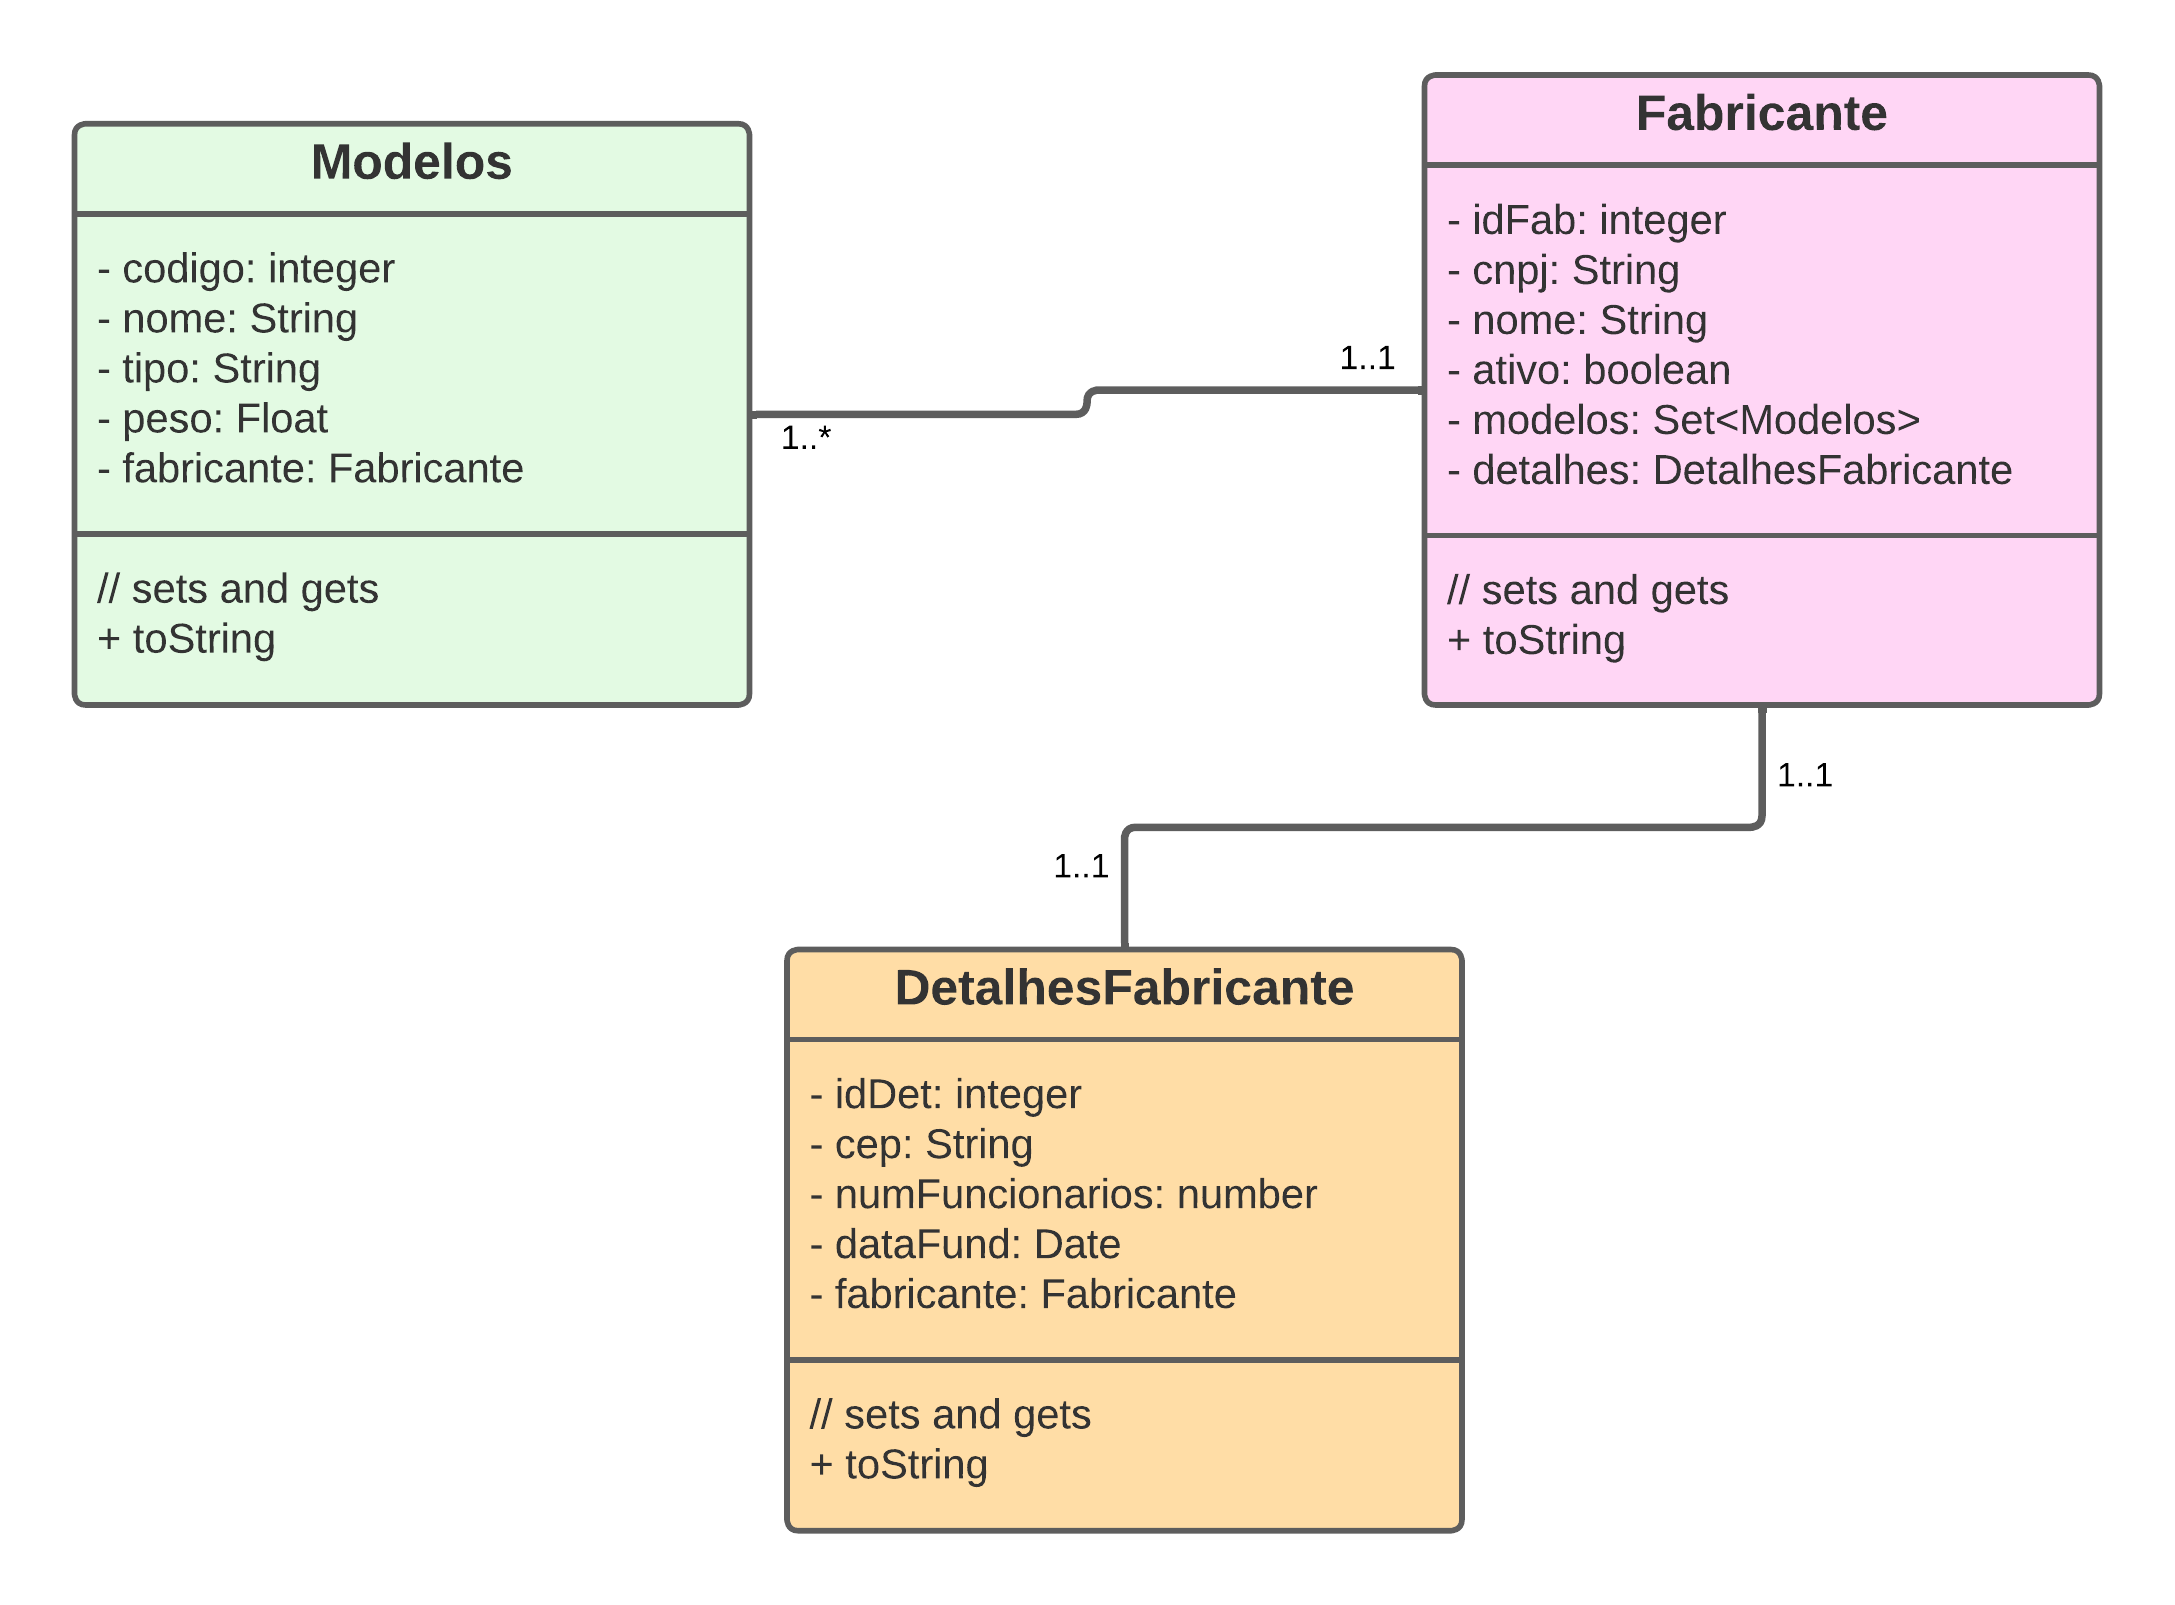 Modelos
- codigo: integer
- nome: String
- tipo: String
- peso: Float
- fabricante: Fabricante
// sets and gets
+ toString
1..*
1..1
Fabricante
- idFab: integer
- cnpj: String
- nome: String
- ativo: boolean
- modelos: Set<Modelos>
- detalhes: DetalhesFabricante
// sets and gets
+ toString
1..1
1..1
DetalhesFabricante
- idDet: integer
- cep: String
- numFuncionarios: number
- dataFund: Date
- fabricante: Fabricante
// sets and gets
+ toString